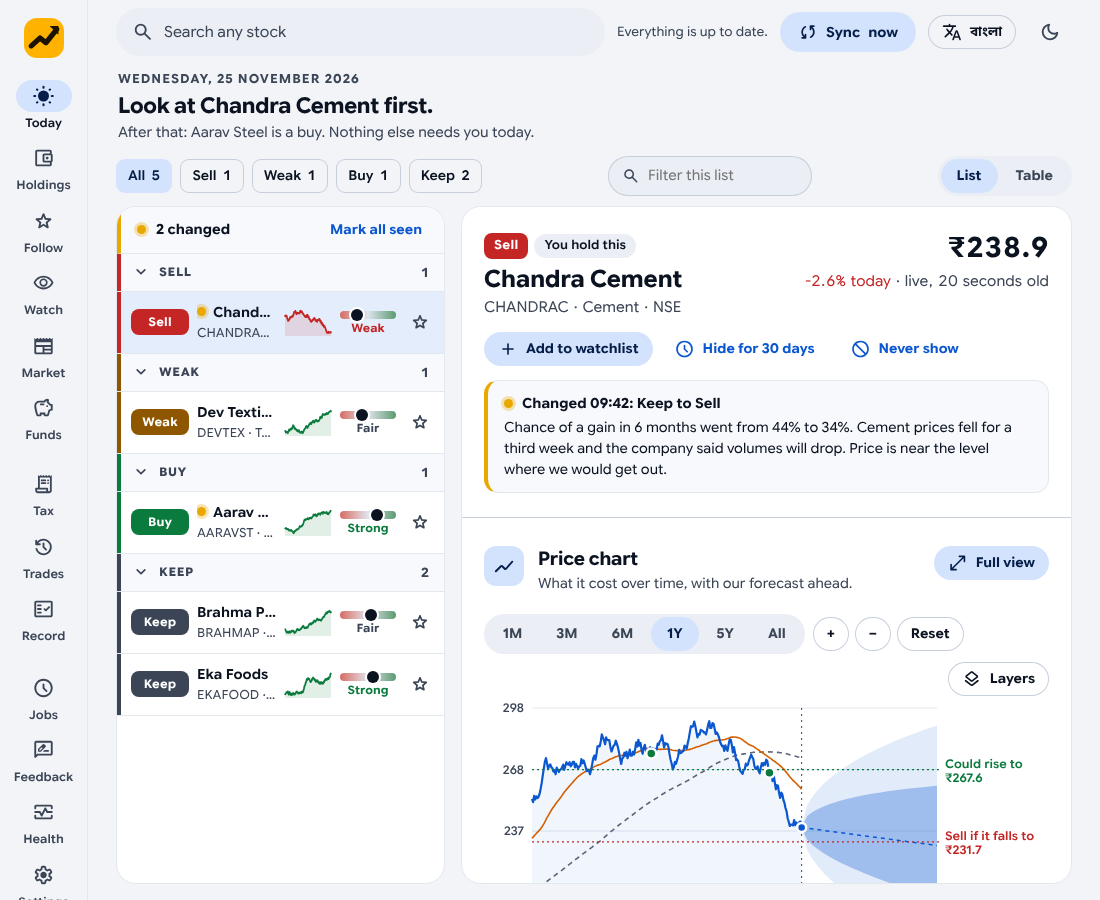 Search any stock
Everything is up to date.
Sync now
বাংলা
Today
Holdings
Follow
Watch
Market
Funds
Tax
Trades
Record
Jobs
Feedback
Health
WEDNESDAY, 25 NOVEMBER 2026
Look at Chandra Cement first.
After that: Aarav Steel is a buy. Nothing else needs you today.
All 5
Sell 1
Weak 1
Buy 1
Keep 2
Filter this list
List
Table
2 changed
Mark all seen
SELL 1
Sell
Chand...
CHANDRA...
Weak
WEAK 1
Weak
Dev Texti...
DEVTEX · T...
Fair
BUY 1
Buy
Aarav ...
AARAVST · ...
Strong
KEEP 2
Keep
Brahma P...
BRAHMAP ·...
Fair
Keep
Eka Foods
EKAFOOD ·...
Strong
Sell
You hold this
₹238.9
Chandra Cement
-2.6% today · live, 20 seconds old
CHANDRAC · Cement · NSE
Add to watchlist
Hide for 30 days
Never show
Changed 09:42: Keep to Sell
Chance of a gain in 6 months went from 44% to 34%. Cement prices fell for a
third week and the company said volumes will drop. Price is near the level
where we would get out.
Price chart
What it cost over time, with our forecast ahead.
Full view
1M
3M
6M
1Y
5Y
All
+
−
Reset
Layers
298
268
237
Could rise to
₹267.6
Sell if it falls to
₹231.7